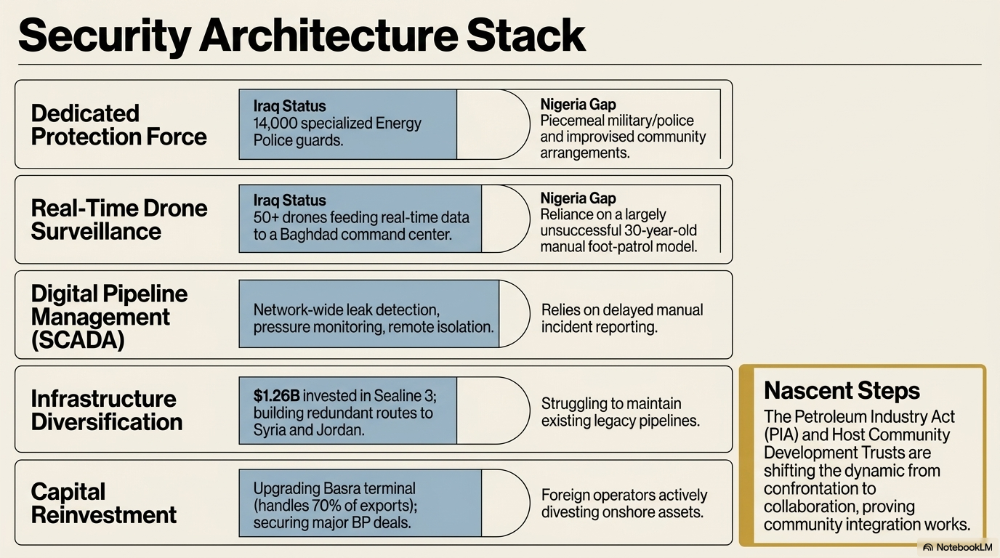 Security Architecture Stack
Dedicated
Protection Force
Iraq Status
14,000 specialized Energy
Police guards.
Nigeria Gap
Piecemeal military/police
and improvised community
arrangements.
Real-Time Drone
Surveillance
Iraq Status
50+ drones feeding real-time data
to a Baghdad command center.
Nigeria Gap
Reliance on a largely
unsuccessful 30-year-old
manual foot-patrol model.
Digital Pipeline
Management
(SCADA)
Network-wide leak detection,
pressure monitoring, remote isolation.
Relies on delayed manual
incident reporting.
Infrastructure
Diversification
$1.26B invested in Sealine 3;
building redundant routes to
Syria and Jordan.
Struggling to maintain
existing legacy pipelines.
Capital
Reinvestment
Upgrading Basra terminal
(handles 70% of exports);
securing major BP deals.
Foreign operators actively
divesting onshore assets.
Nascent Steps
The Petroleum Industry Act
(PIA) and Host Community
Development Trusts are
shifting the dynamic from
confrontation to
collaboration, proving
community integration works.
NotebookLM